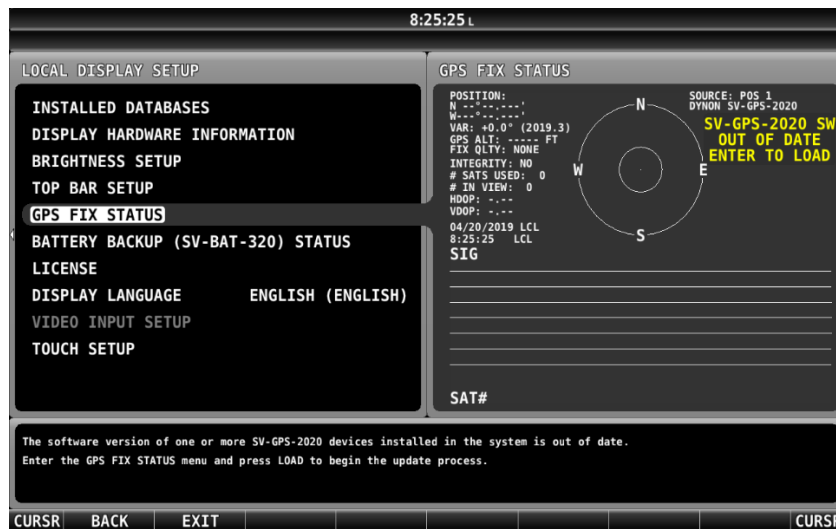 8:25:25 L
LOCAL DISPLAY SETUP
INSTALLED DATABASES
DISPLAY HARDWARE INFORMATION
BRIGHTNESS SETUP
TOP BAR SETUP
GPS FIX STATUS
BATTERY BACKUP (SV-BAT-320) STATUS
LICENSE
DISPLAY LANGUAGE ENGLISH (ENGLISH)
VIDEO INPUT SETUP
TOUCH SETUP
GPS FIX STATUS
POSITION:
N --°--.---'
W---°--.---'
VAR: +0.0° (2019.3)
GPS ALT: ----- FT
FIX QLTY: NONE
INTEGRITY: NO
# SATS USED: 0
# IN VIEW: 0
HDOP: -.--
VDOP: -.--
04/20/2019 LCL
8:25:25 LCL
SIG
N
W
E
S
SOURCE: POS 1
DYNON SV-GPS-2020
SV-GPS-2020 SW
OUT OF DATE
ENTER TO LOAD
SAT#
The software version of one or more SV-GPS-2020 devices installed in the system is out of date.
Enter the GPS FIX STATUS menu and press LOAD to begin the update process.
CURSR BACK EXIT CURS